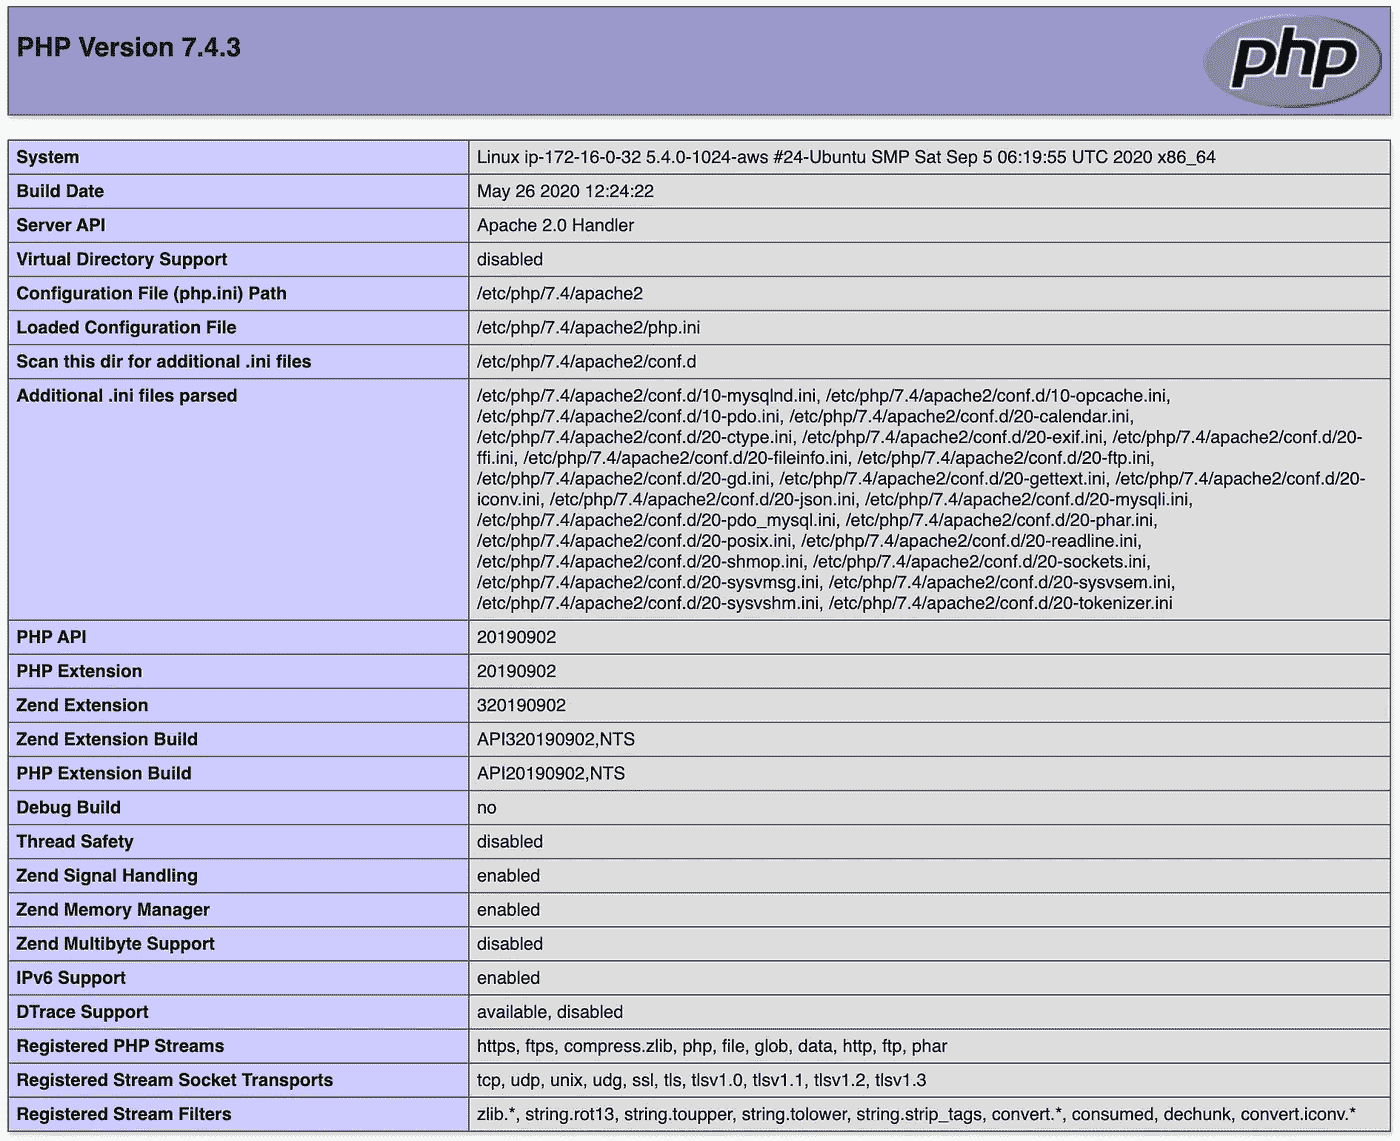 PHP Version 7.4.3
php
System Linux ip-172-16-0-32 5.4.0-1024-aws #24-Ubuntu SMP Sat Sep 5 06:19:55 UTC 2020 x86_64
Build Date May 26 2020 12:24:22
Server API Apache 2.0 Handler
Virtual Directory Support disabled
Configuration File (php.ini) Path /etc/php/7.4/apache2
Loaded Configuration File /etc/php/7.4/apache2/php.ini
Scan this dir for additional .ini files /etc/php/7.4/apache2/conf.d
Additional .ini files parsed /etc/php/7.4/apache2/conf.d/10-mysqlnd.ini, /etc/php/7.4/apache2/conf.d/10-opcache.ini,
/etc/php/7.4/apache2/conf.d/10-pdo.ini, /etc/php/7.4/apache2/conf.d/20-calendar.ini,
/etc/php/7.4/apache2/conf.d/20-ctype.ini, /etc/php/7.4/apache2/conf.d/20-exif.ini, /etc/php/7.4/apache2/conf.d/20-
ffi.ini, /etc/php/7.4/apache2/conf.d/20-fileinfo.ini, /etc/php/7.4/apache2/conf.d/20-ftp.ini,
/etc/php/7.4/apache2/conf.d/20-gd.ini, /etc/php/7.4/apache2/conf.d/20-gettext.ini, /etc/php/7.4/apache2/conf.d/20-
iconv.ini, /etc/php/7.4/apache2/conf.d/20-json.ini, /etc/php/7.4/apache2/conf.d/20-mysqli.ini,
/etc/php/7.4/apache2/conf.d/20-pdo_mysql.ini, /etc/php/7.4/apache2/conf.d/20-phar.ini,
/etc/php/7.4/apache2/conf.d/20-posix.ini, /etc/php/7.4/apache2/conf.d/20-readline.ini,
/etc/php/7.4/apache2/conf.d/20-shmop.ini, /etc/php/7.4/apache2/conf.d/20-sockets.ini,
/etc/php/7.4/apache2/conf.d/20-sysvmsg.ini, /etc/php/7.4/apache2/conf.d/20-sysvsem.ini,
/etc/php/7.4/apache2/conf.d/20-sysvshm.ini, /etc/php/7.4/apache2/conf.d/20-tokenizer.ini
PHP API 20190902
PHP Extension 20190902
Zend Extension 320190902
Zend Extension Build API320190902,NTS
PHP Extension Build API20190902,NTS
Debug Build no
Thread Safety disabled
Zend Signal Handling enabled
Zend Memory Manager enabled
Zend Multibyte Support disabled
IPv6 Support enabled
DTrace Support available, disabled
Registered PHP Streams https, ftps, compress.zlib, php, file, glob, data, http, ftp, phar
Registered Stream Socket Transports tcp, udp, unix, udg, ssl, tls, tlsv1.0, tlsv1.1, tlsv1.2, tlsv1.3
Registered Stream Filters zlib.*, string.rot13, string.toupper, string.tolower, string.strip_tags, convert.*, consumed, dechunk, convert.iconv.*